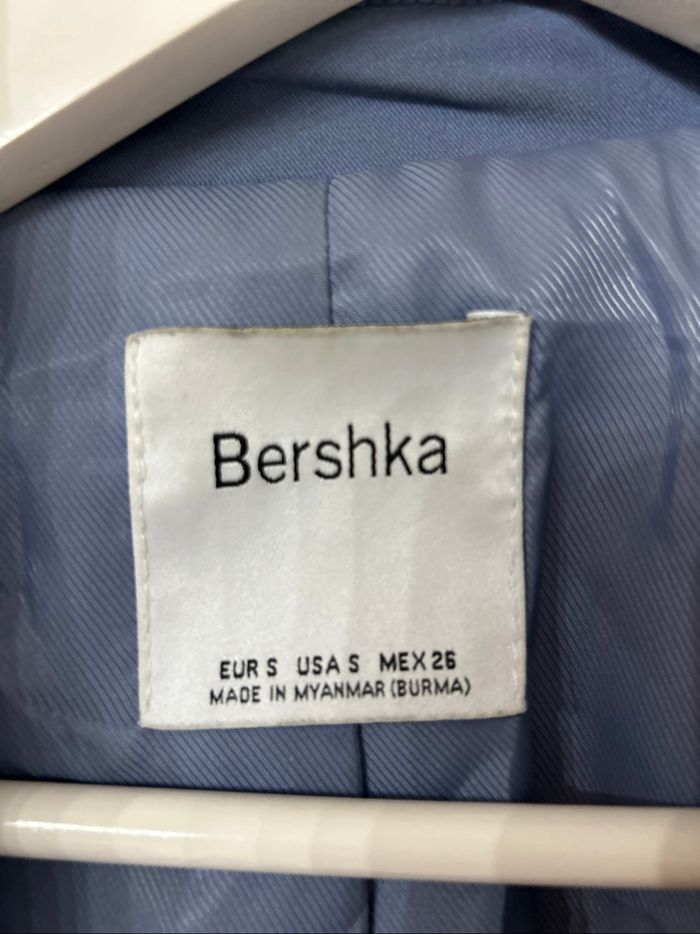 Bershka
EUR S USA S MEX 26
MADE IN MYANMAR (BURMA)